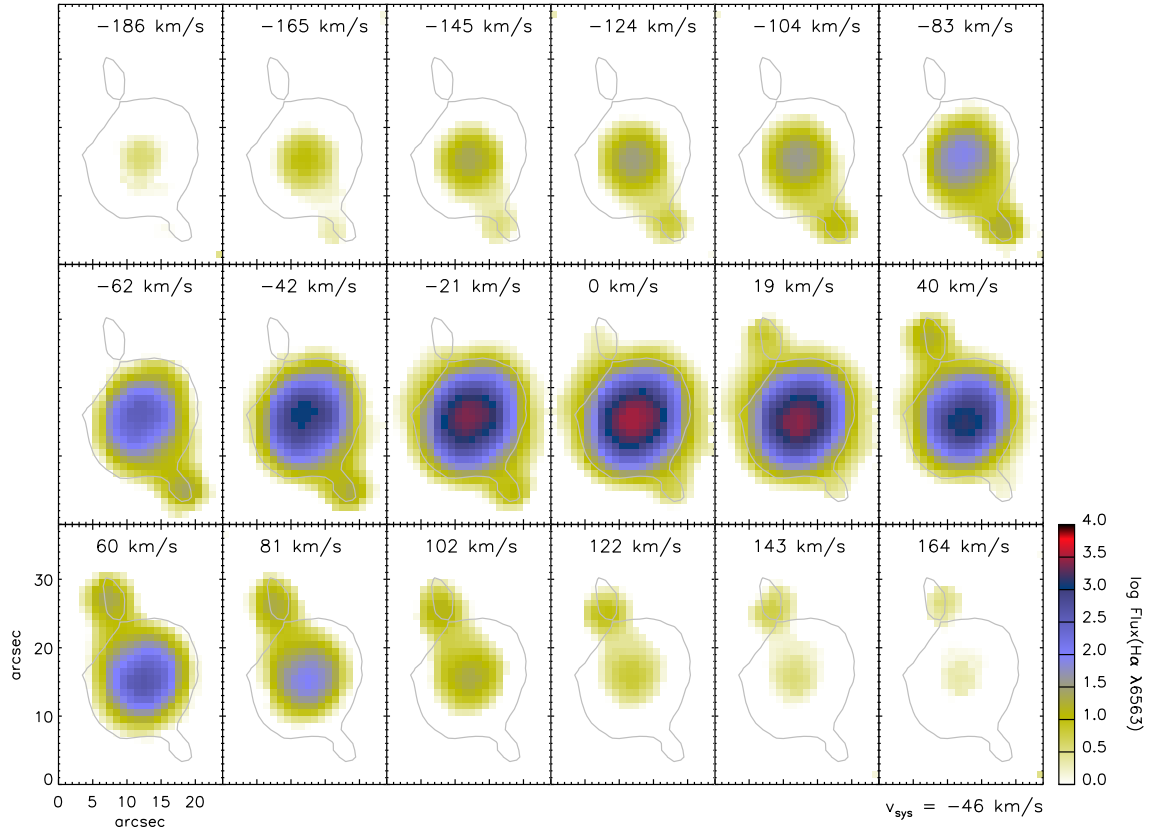 −186 km/s
−165 km/s
−145 km/s
−124 km/s
−104 km/s
−83 km/s
−62 km/s
−42 km/s
−21 km/s
0 km/s
19 km/s
40 km/s
60 km/s
81 km/s
102 km/s
122 km/s
143 km/s
164 km/s
30
20
10
0
arcsec
0 5 10 15 20
arcsec
4.0
3.5
3.0
2.5
2.0
1.5
1.0
0.5
0.0
log Flux(Hα λ6563)
v_sys = −46 km/s